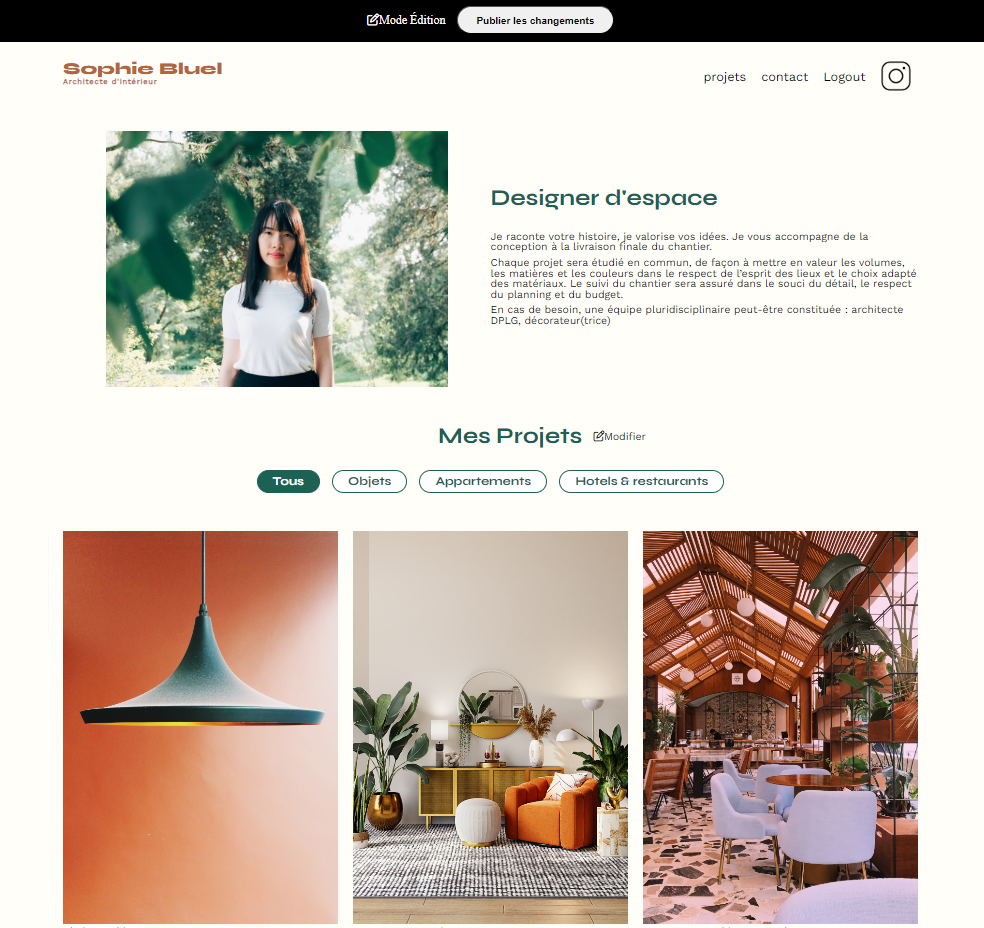 Mode Édition
Publier les changements
Sophie Bluel
Architecte d'intérieur
projets
contact
Logout
Designer d'espace
Je raconte votre histoire, je valorise vos idées. Je vous accompagne de la
conception à la livraison finale du chantier.
Chaque projet sera étudié en commun, de façon à mettre en valeur les volumes,
les matières et les couleurs dans le respect de l'esprit des lieux et le choix adapté
des matériaux. Le suivi du chantier sera assuré dans le souci du détail, le respect
du planning et du budget.
En cas de besoin, une équipe pluridisciplinaire peut-être constituée : architecte
DPLG, décorateur(trice)
Mes Projets
Modifier
Tous
Objets
Appartements
Hotels & restaurants